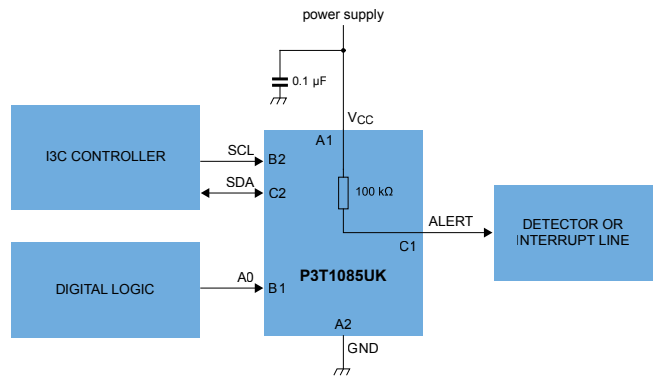 power supply
0.1 µF
VCC
A1
I3C CONTROLLER
SCL
B2
SDA
C2
100 kΩ
ALERT
C1
DETECTOR OR
INTERRUPT LINE
P3T1085UK
DIGITAL LOGIC
A0
B1
A2
GND